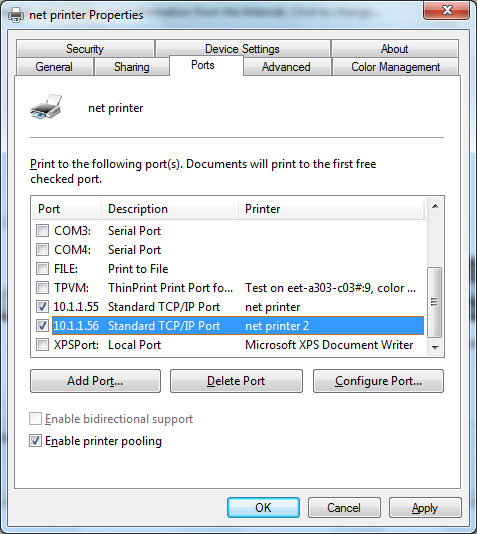 net printer Properties
Security Device Settings About
General Sharing Ports Advanced Color Management
net printer
Print to the following port(s). Documents will print to the first free
checked port.
Port Description Printer
COM3: Serial Port
COM4: Serial Port
FILE: Print to File
TPVM: ThinPrint Print Port fo... Test on eet-a303-c03#:9, color ...
10.1.1.55 Standard TCP/IP Port net printer
10.1.1.56 Standard TCP/IP Port net printer 2
XPSPort: Local Port Microsoft XPS Document Writer
Add Port... Delete Port Configure Port...
Enable bidirectional support
Enable printer pooling
OK Cancel Apply